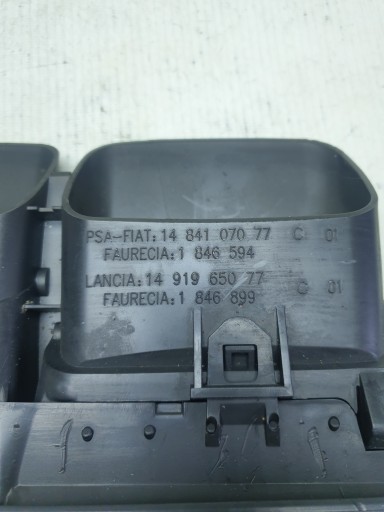 PSA-FIAT: 14 841 070 77 C 01
FAURECIA: 1 846 594
LANCIA: 14 919 650 77 C 01
FAURECIA: 1 846 899